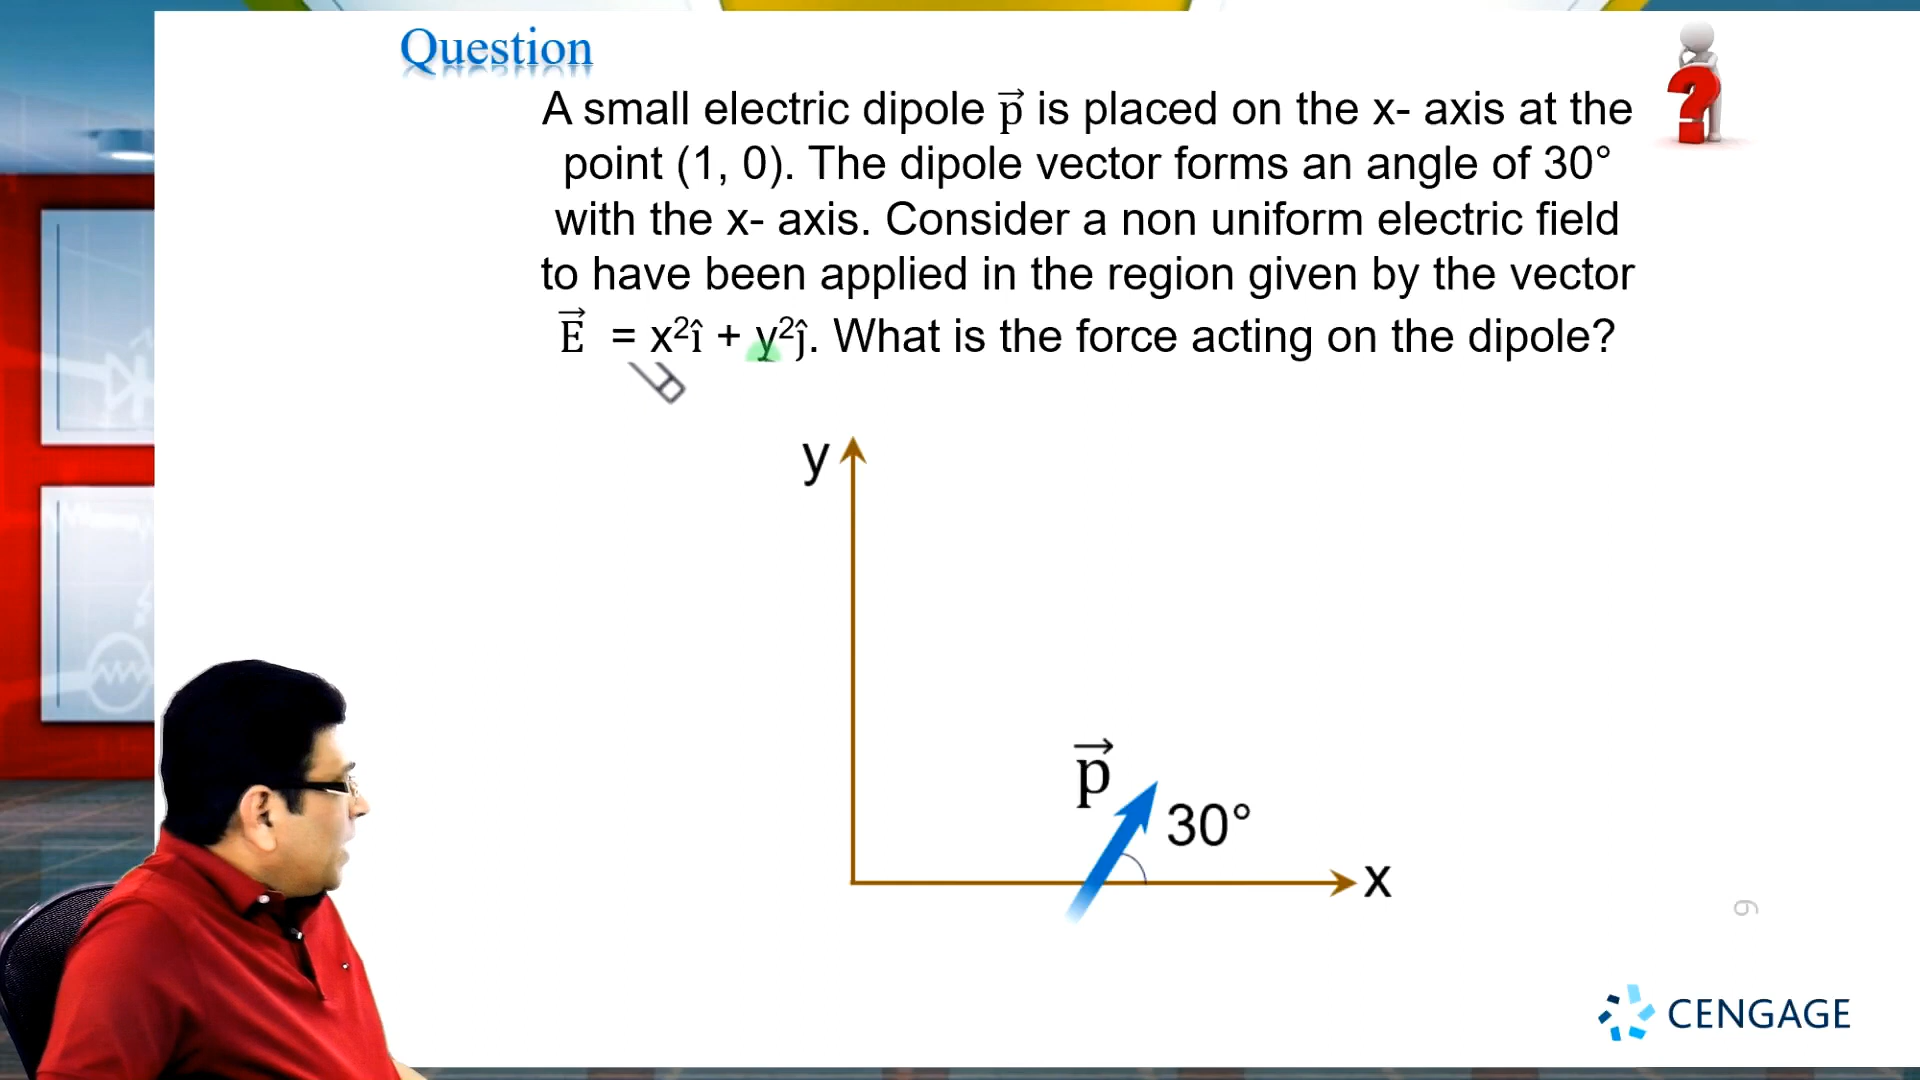 Question
A small electric dipole p⃗ is placed on the x- axis at the
point (1, 0). The dipole vector forms an angle of 30°
with the x- axis. Consider a non uniform electric field
to have been applied in the region given by the vector
E⃗ = x²î + y²ĵ. What is the force acting on the dipole?
y
p⃗
30°
x
6
CENGAGE